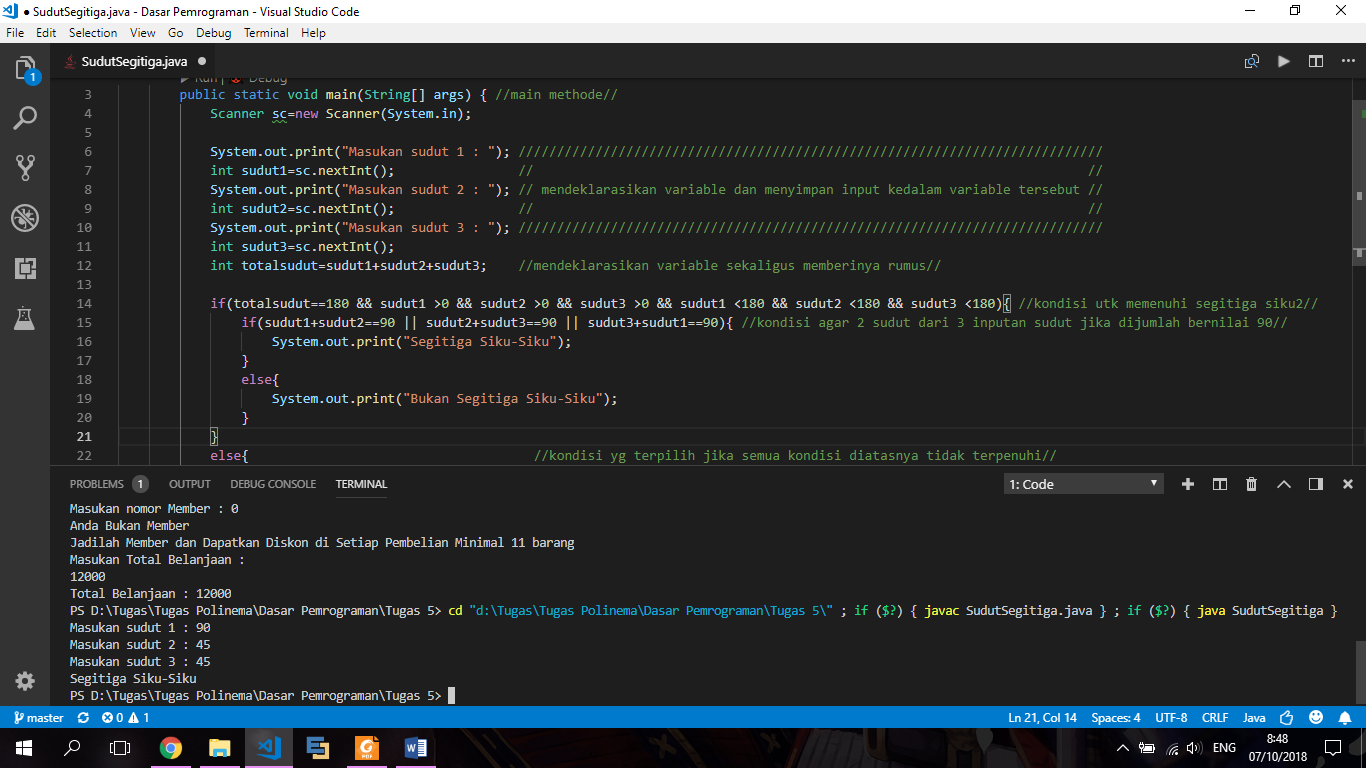 ● SudutSegitiga.java - Dasar Pemrograman - Visual Studio Code
File Edit Selection View Go Debug Terminal Help
1
SudutSegitiga.java ●
Run | Debug
3 public static void main(String[] args) { //main methode//
4 Scanner sc=new Scanner(System.in);
5
6 System.out.print("Masukan sudut 1 : "); ////////////////////////////////////////////////////////////////////////////
7 int sudut1=sc.nextInt(); // //
8 System.out.print("Masukan sudut 2 : "); // mendeklarasikan variable dan menyimpan input kedalam variable tersebut //
9 int sudut2=sc.nextInt(); // //
10 System.out.print("Masukan sudut 3 : "); ////////////////////////////////////////////////////////////////////////////
11 int sudut3=sc.nextInt();
12 int totalsudut=sudut1+sudut2+sudut3; //mendeklarasikan variable sekaligus memberinya rumus//
13
14 if(totalsudut==180 && sudut1 >0 && sudut2 >0 && sudut3 >0 && sudut1 <180 && sudut2 <180 && sudut3 <180){ //kondisi utk memenuhi segitiga siku2//
15 if(sudut1+sudut2==90 || sudut2+sudut3==90 || sudut3+sudut1==90){ //kondisi agar 2 sudut dari 3 inputan sudut jika dijumlah bernilai 90//
16 System.out.print("Segitiga Siku-Siku");
17 }
18 else{
19 System.out.print("Bukan Segitiga Siku-Siku");
20 }
21 }
22 else{ //kondisi yg terpilih jika semua kondisi diatasnya tidak terpenuhi//
PROBLEMS 1 OUTPUT DEBUG CONSOLE TERMINAL 1: Code
Masukan nomor Member : 0
Anda Bukan Member
Jadilah Member dan Dapatkan Diskon di Setiap Pembelian Minimal 11 barang
Masukan Total Belanjaan :
12000
Total Belanjaan : 12000
PS D:\Tugas\Tugas Polinema\Dasar Pemrograman\Tugas 5> cd "d:\Tugas\Tugas Polinema\Dasar Pemrograman\Tugas 5\" ; if ($?) { javac SudutSegitiga.java } ; if ($?) { java SudutSegitiga }
Masukan sudut 1 : 90
Masukan sudut 2 : 45
Masukan sudut 3 : 45
Segitiga Siku-Siku
PS D:\Tugas\Tugas Polinema\Dasar Pemrograman\Tugas 5>
master 0 1 Ln 21, Col 14 Spaces: 4 UTF-8 CRLF Java
ENG 8:48
07/10/2018